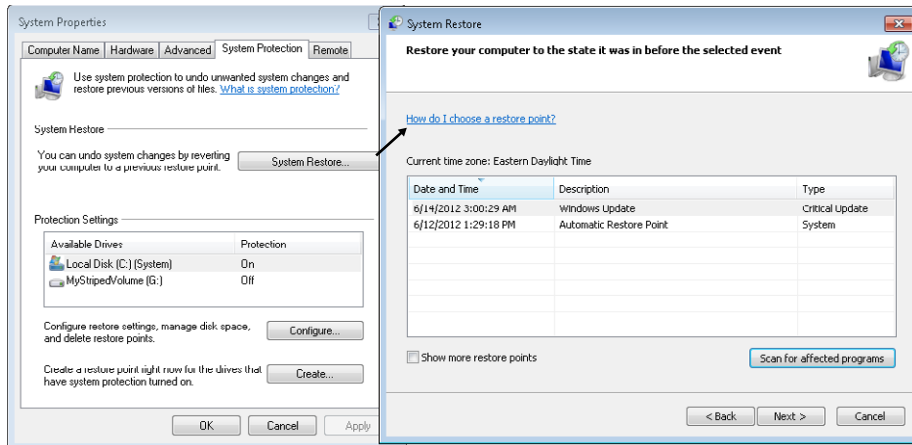 System Properties
Computer Name
Hardware
Advanced
System Protection
Remote
Use system protection to undo unwanted system changes and
restore previous versions of files. What is system protection?
System Restore
You can undo system changes by reverting
your computer to a previous restore point.
System Restore...
Protection Settings
Available Drives
Protection
Local Disk (C:) (System)
On
MyStripedVolume (G:)
Off
Configure restore settings, manage disk space,
and delete restore points.
Configure...
Create a restore point right now for the drives that
have system protection turned on.
Create...
OK
Cancel
Apply
System Restore
Restore your computer to the state it was in before the selected event
How do I choose a restore point?
Current time zone: Eastern Daylight Time
Date and Time
Description
Type
6/14/2012 3:00:29 AM
Windows Update
Critical Update
6/12/2012 1:29:18 PM
Automatic Restore Point
System
Show more restore points
Scan for affected programs
< Back
Next >
Cancel